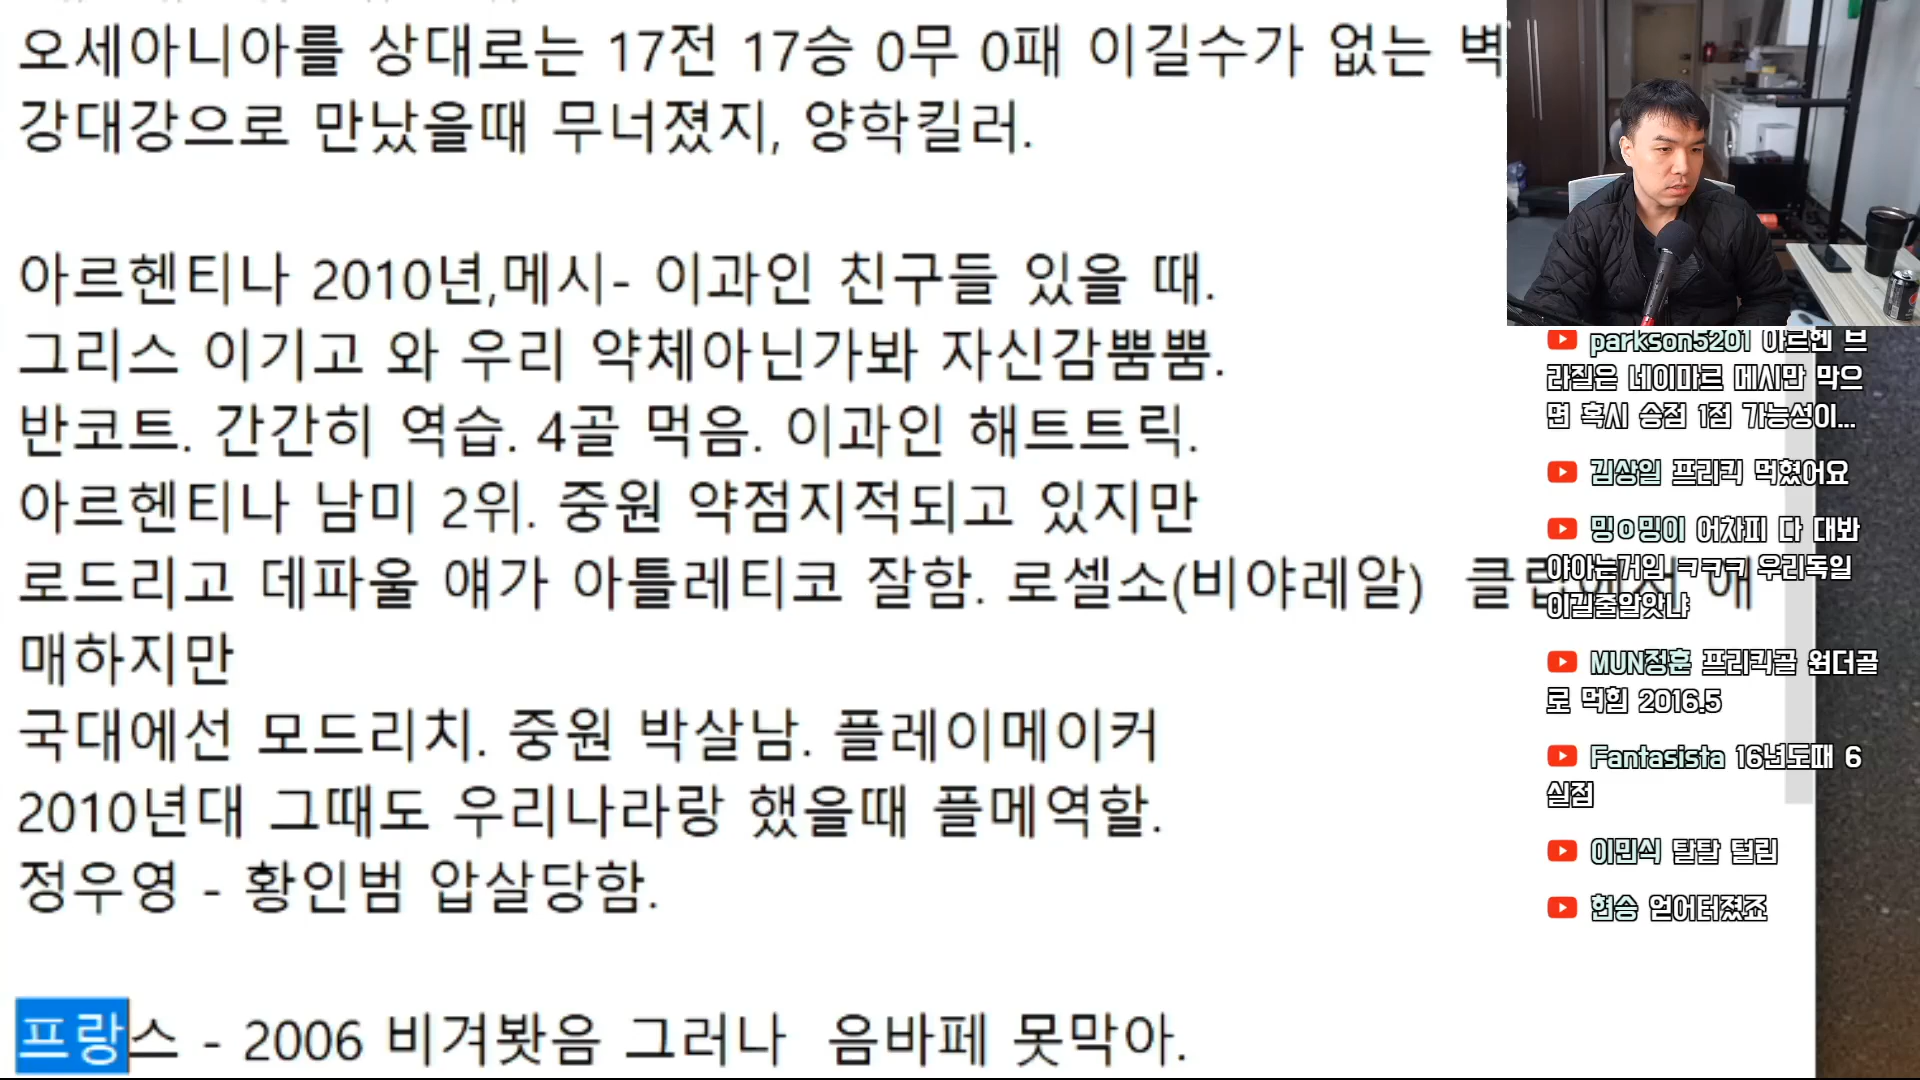 오세아니아를 상대로는 17전 17승 0무 0패 이길수가 없는 벽
강대강으로 만났을때 무너졌지, 양학킬러.
아르헨티나 2010년,메시- 이과인 친구들 있을 때.
그리스 이기고 와 우리 약체아닌가봐 자신감뿜뿜.
반코트. 간간히 역습. 4골 먹음. 이과인 해트트릭.
아르헨티나 남미 2위. 중원 약점지적되고 있지만
로드리고 데파울 얘가 아틀레티코 잘함. 로셀소(비야레알) 클럽에서 애
매하지만
국대에선 모드리치. 중원 박살남. 플레이메이커
2010년대 그때도 우리나라랑 했을때 플메역할.
정우영 - 황인범 압살당함.
프랑스 - 2006 비겨봣음 그러나 음바페 못막아.
parkson5201 아르헨 브
라질은 네이마르 메시만 막으
면 혹시 승점 1점 가능성이...
김상일 프리킥 먹혔어요
밍ㅇ밍이 어차피 다 대봐
야아는거임 ㅋㅋㅋ 우리독일
이길줄알앗냐
MUN정훈 프리킥골 원더골
로 먹힘 2016.5
Fantasista 16년도때 6
실점
이민식 탈탈 털림
현승 얻어터졌죠